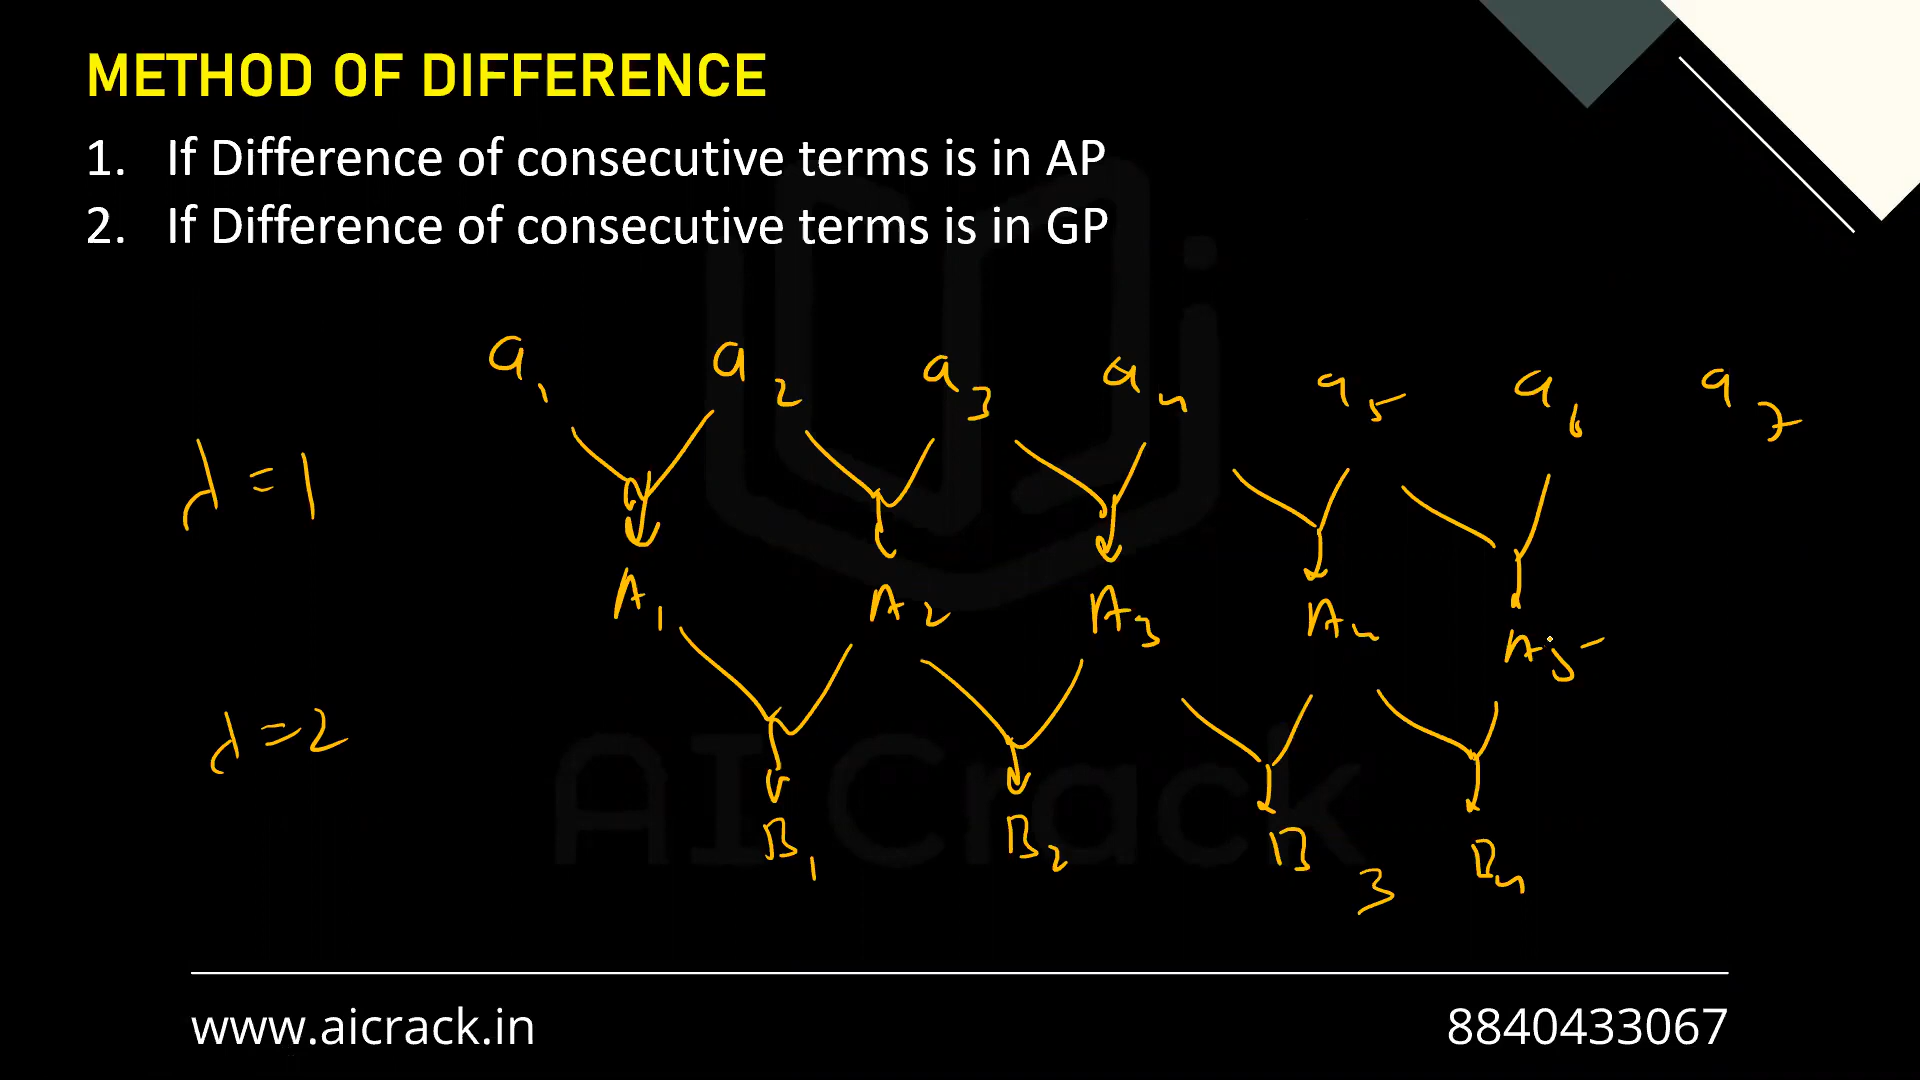 METHOD OF DIFFERENCE
1. If Difference of consecutive terms is in AP
2. If Difference of consecutive terms is in GP
a₁ a₂ a₃ a₄ a₅ a₆ a₇
λ = 1
A₁ A₂ A₃ A₄ A₅
λ = 2
B₁ B₂ B₃ B₄
AI Crack
www.aicrack.in
8840433067